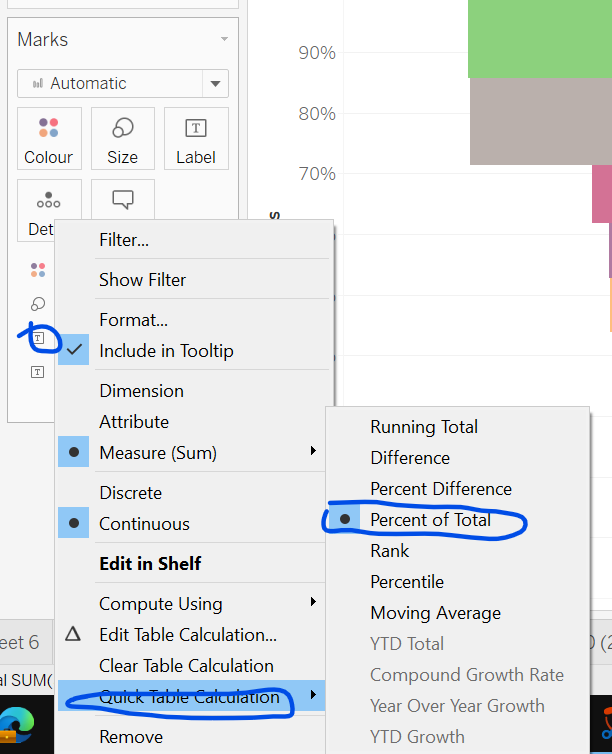 Marks
Automatic
Colour
Size
T
Label
90%
80%
70%
s
Det
T
T
Filter...
Show Filter
Format...
Include in Tooltip
Dimension
Attribute
Measure (Sum)
Discrete
Continuous
Edit in Shelf
Compute Using
Edit Table Calculation...
Clear Table Calculation
Quick Table Calculation
Remove
Running Total
Difference
Percent Difference
Percent of Total
Rank
Percentile
Moving Average
YTD Total
Compound Growth Rate
Year Over Year Growth
YTD Growth
eet 6
al SUM(
0 (2